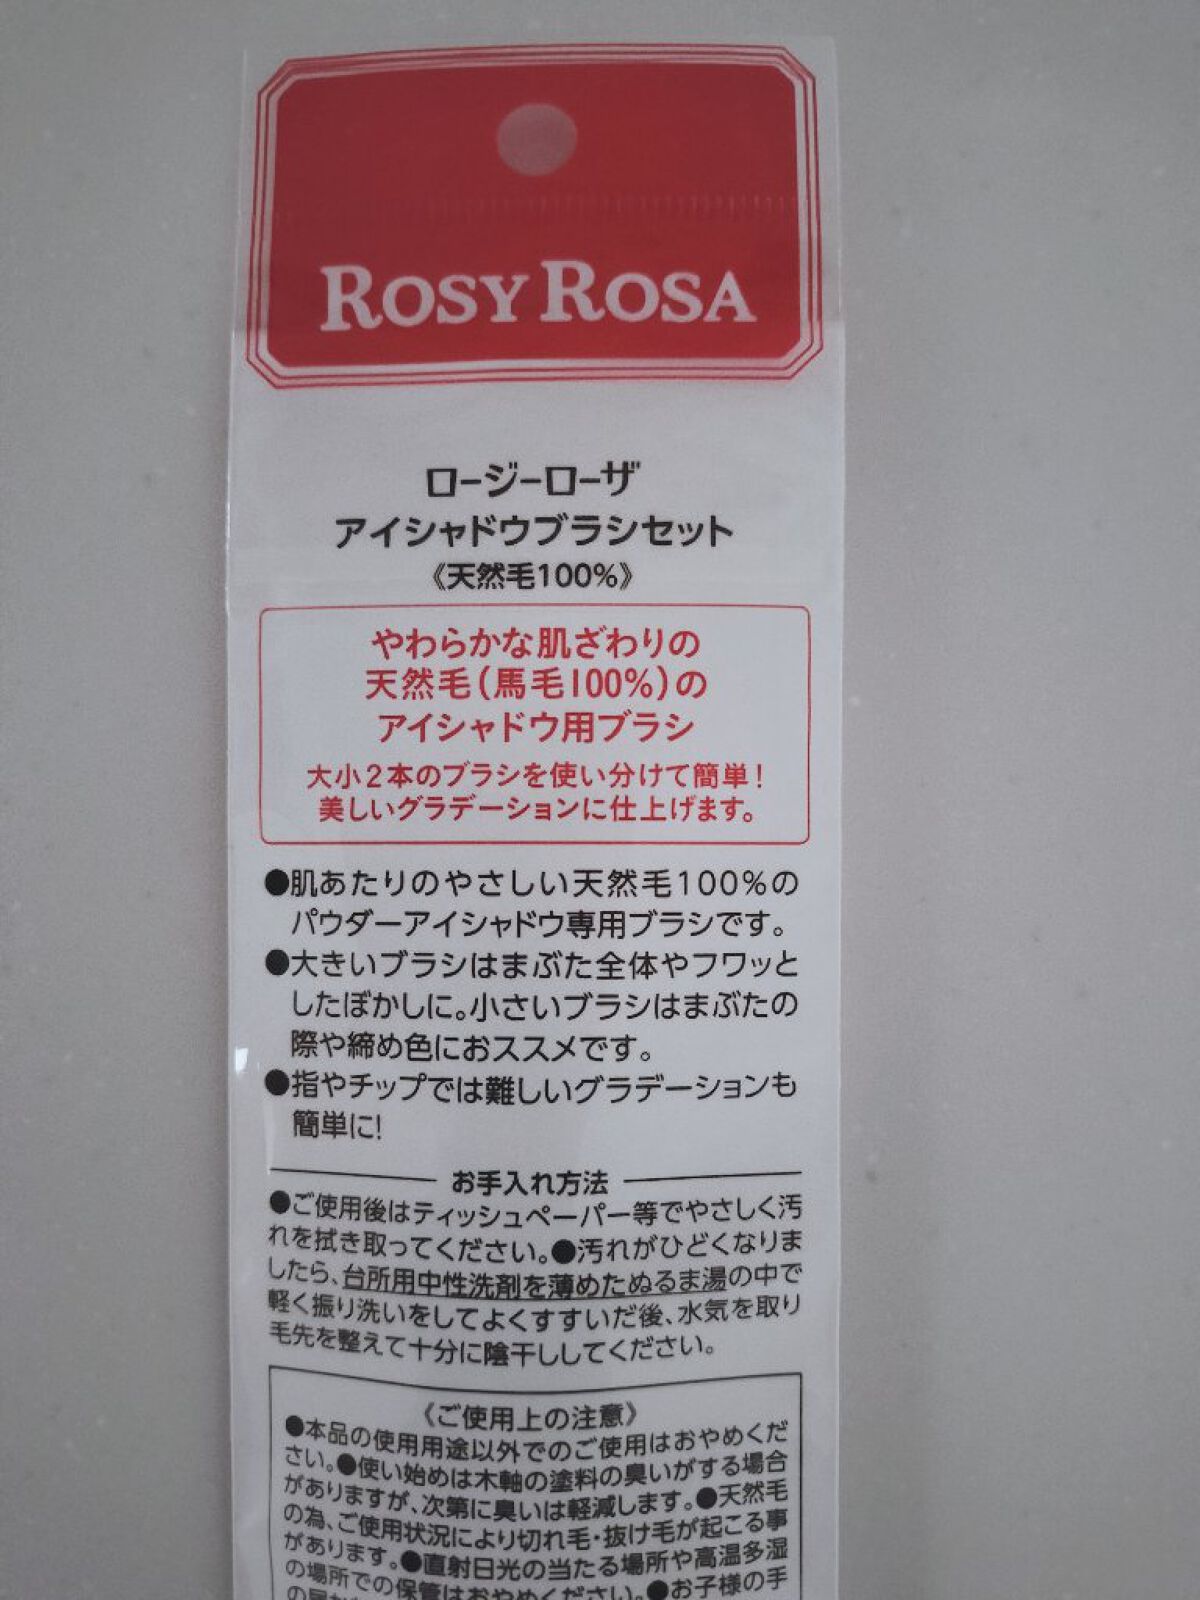 ROSY ROSA
ロージーローザ
アイシャドウブラシセット
《天然毛100%》
やわらかな肌ざわりの
天然毛(馬毛100%)の
アイシャドウ用ブラシ
大小2本のブラシを使い分けて簡単!
美しいグラデーションに仕上げます。
●肌あたりのやさしい天然毛100%の
パウダーアイシャドウ専用ブラシです。
●大きいブラシはまぶた全体やフワッと
したぼかしに。小さいブラシはまぶたの
際や締め色におススメです。
●指やチップでは難しいグラデーションも
簡単に!
お手入れ方法
●ご使用後はティッシュペーパー等でやさしく汚
れを拭き取ってください。●汚れがひどくなりま
したら、台所用中性洗剤を薄めたぬるま湯の中で
軽く振り洗いをしてよくすすいだ後、水気を取り
毛先を整えて十分に陰干ししてください。
《ご使用上の注意》
●本品の使用用途以外でのご使用はおやめくだ
さい。●使い始めは木軸の塗料の臭いがする場合
がありますが、次第に臭いは軽減します。●天然毛
の為、ご使用状況により切れ毛・抜け毛が起こる事
があります。●直射日光の当たる場所や高温多湿
の場所での保管はおやめください。●お子様の手